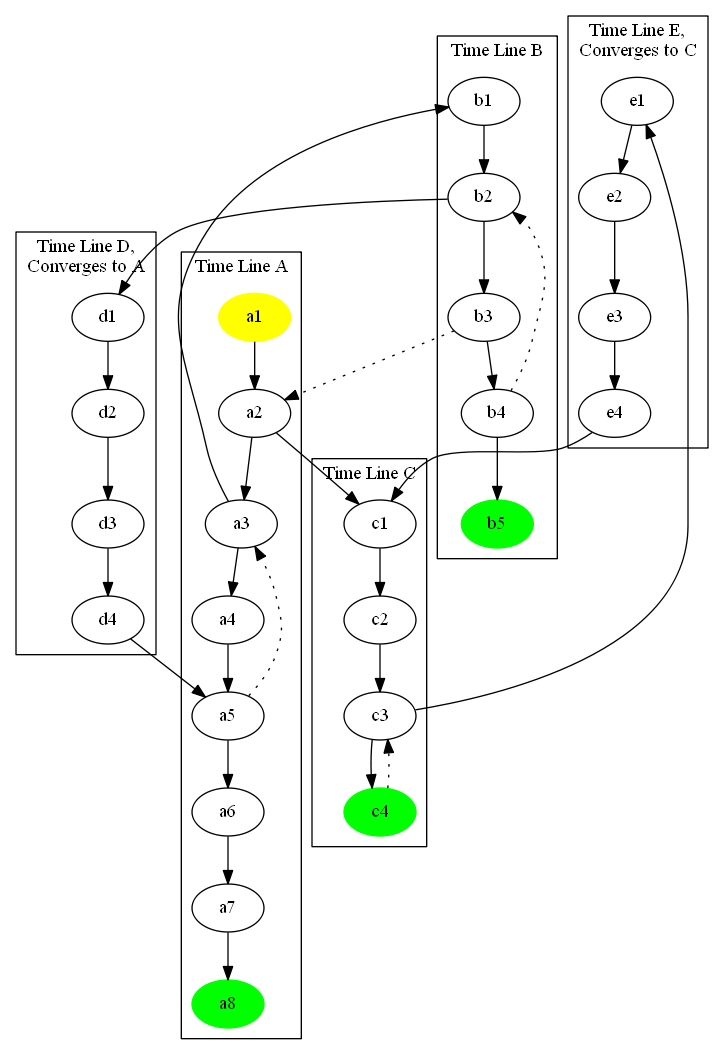 Time Line E,
Converges to C
Time Line B
b1
e1
b2
e2
Time Line D,
Converges to A
Time Line A
d1
a1
b3
e3
d2
a2
b4
e4
Time Line C
d3
a3
c1
b5
d4
a4
c2
a5
c3
a6
c4
a7
a8